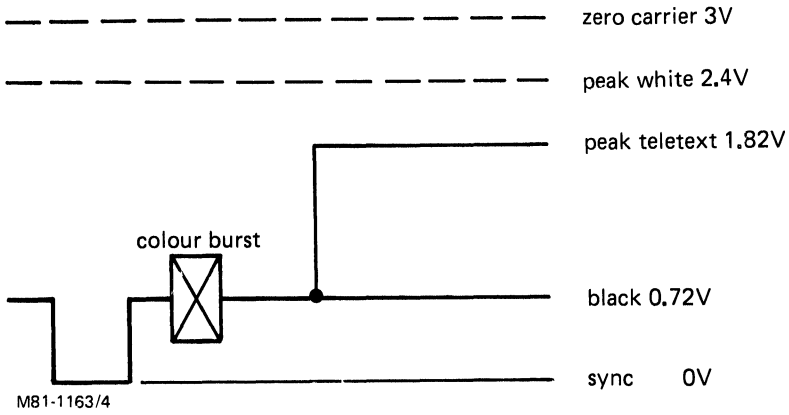 zero carrier 3V
peak white 2.4V
peak teletext 1.82V
colour burst
black 0.72V
sync 0V
M81-1163/4